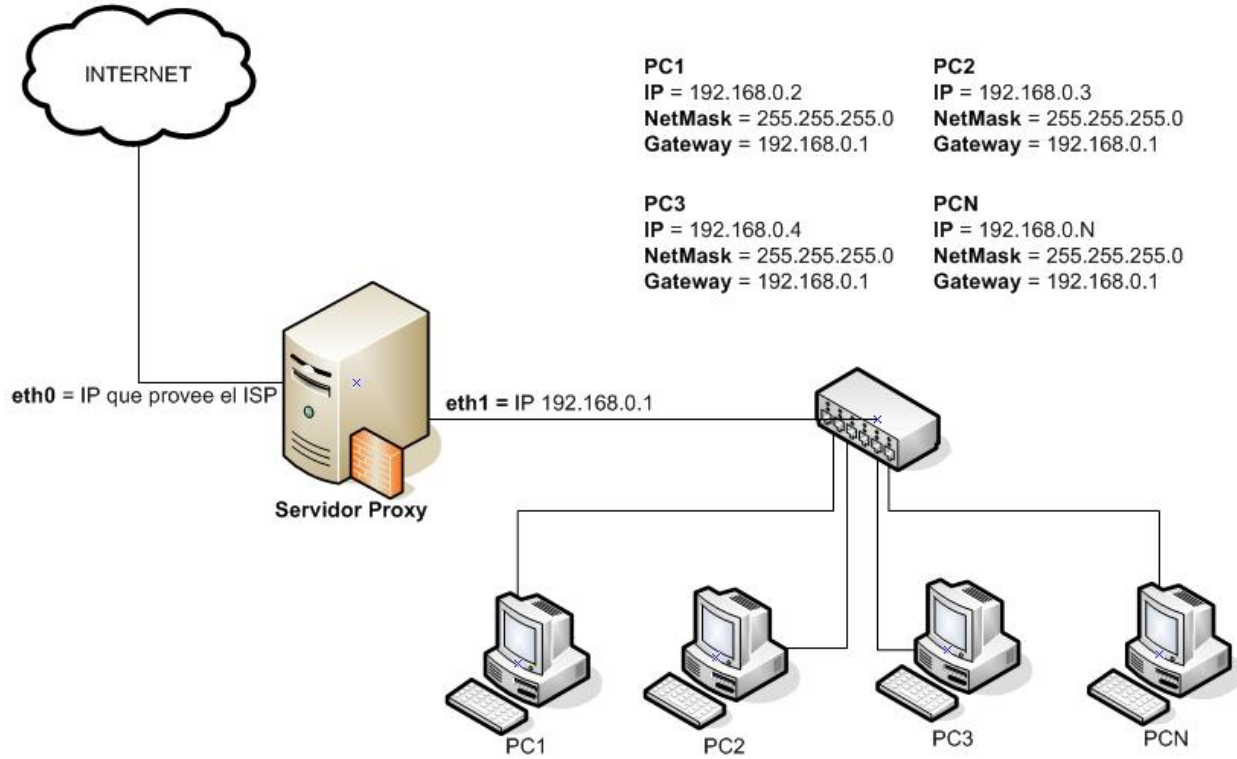 INTERNET
PC1
IP = 192.168.0.2
NetMask = 255.255.255.0
Gateway = 192.168.0.1
PC2
IP = 192.168.0.3
NetMask = 255.255.255.0
Gateway = 192.168.0.1
PC3
IP = 192.168.0.4
NetMask = 255.255.255.0
Gateway = 192.168.0.1
PCN
IP = 192.168.0.N
NetMask = 255.255.255.0
Gateway = 192.168.0.1
eth0 = IP que provee el ISP
eth1 = IP 192.168.0.1
Servidor Proxy
PC1
PC2
PC3
PCN